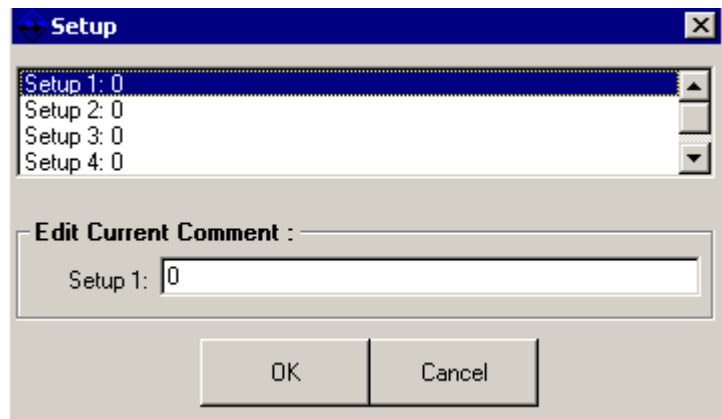 Setup
Setup 1: 0
Setup 2: 0
Setup 3: 0
Setup 4: 0
Edit Current Comment :
Setup 1: 0
OK Cancel